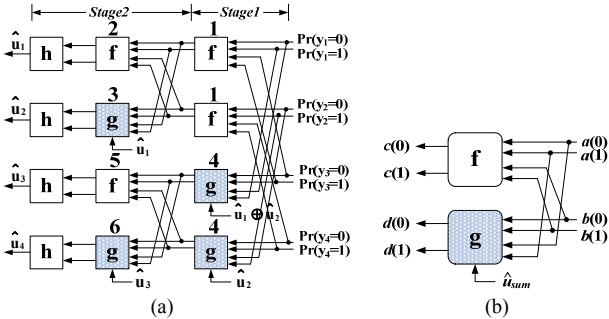 Stage2 Stage1
2 1
û₁ h f f Pr(y₁=0)
Pr(y₁=1)
3 1
û₂ h g f Pr(y₂=0)
Pr(y₂=1)
û₁
5 4
û₃ h f g Pr(y₃=0)
Pr(y₃=1)
û₁ ⊕ û₂
6 4
û₄ h g g Pr(y₄=0)
Pr(y₄=1)
û₃ û₂
(a)
c(0) f a(0)
c(1) a(1)
d(0) g b(0)
d(1) b(1)
û_sum
(b)